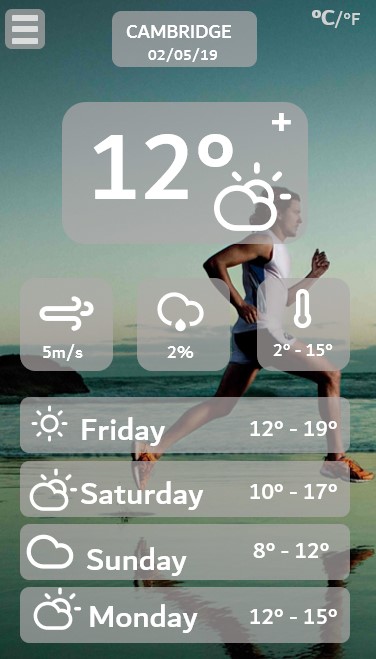 CAMBRIDGE
02/05/19
ºC/ºF
+
12º
5m/s
2%
2º - 15º
Friday 12º - 19º
Saturday 10º - 17º
Sunday 8º - 12º
Monday 12º - 15º